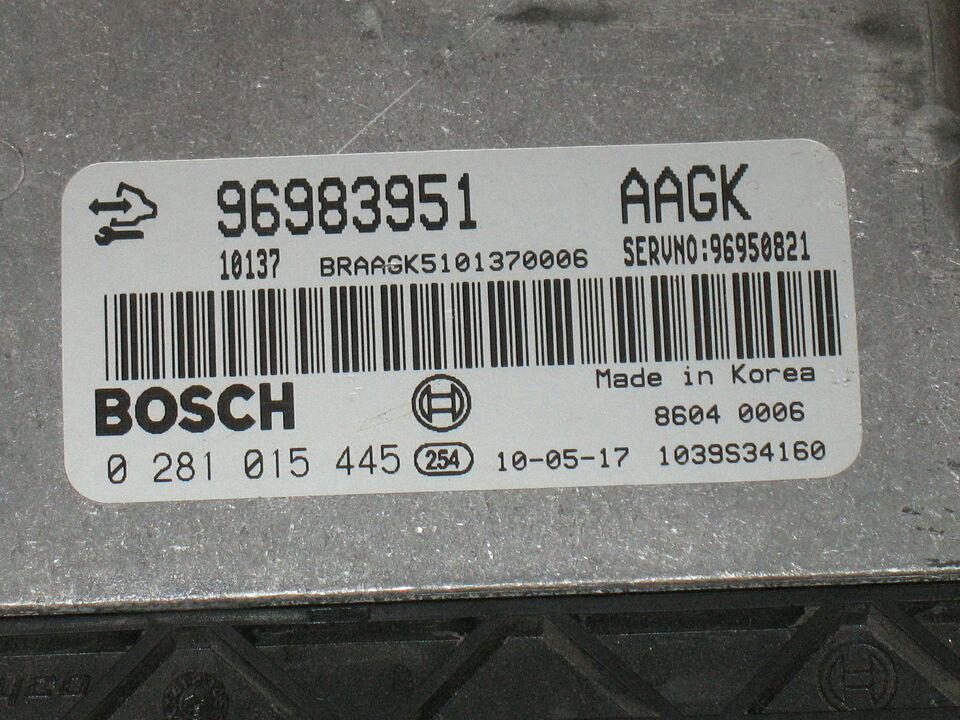 96983951 AAGK
10137 BRAAGK5101370006 SERVNO:96950821
Made in Korea
BOSCH
8604 0006
0 281 015 445 254 10-05-17 1039S34160